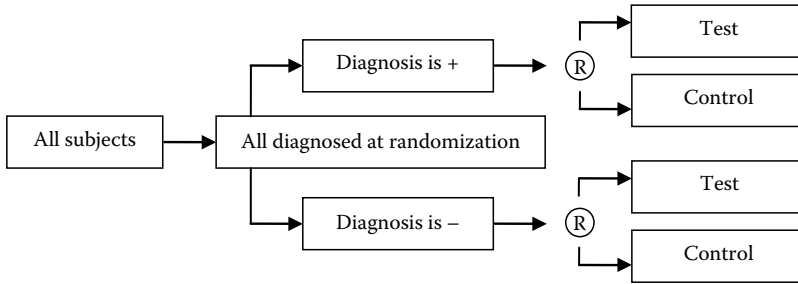 Diagnosis is +
R
Test
Control
All subjects
All diagnosed at randomization
Diagnosis is –
R
Test
Control